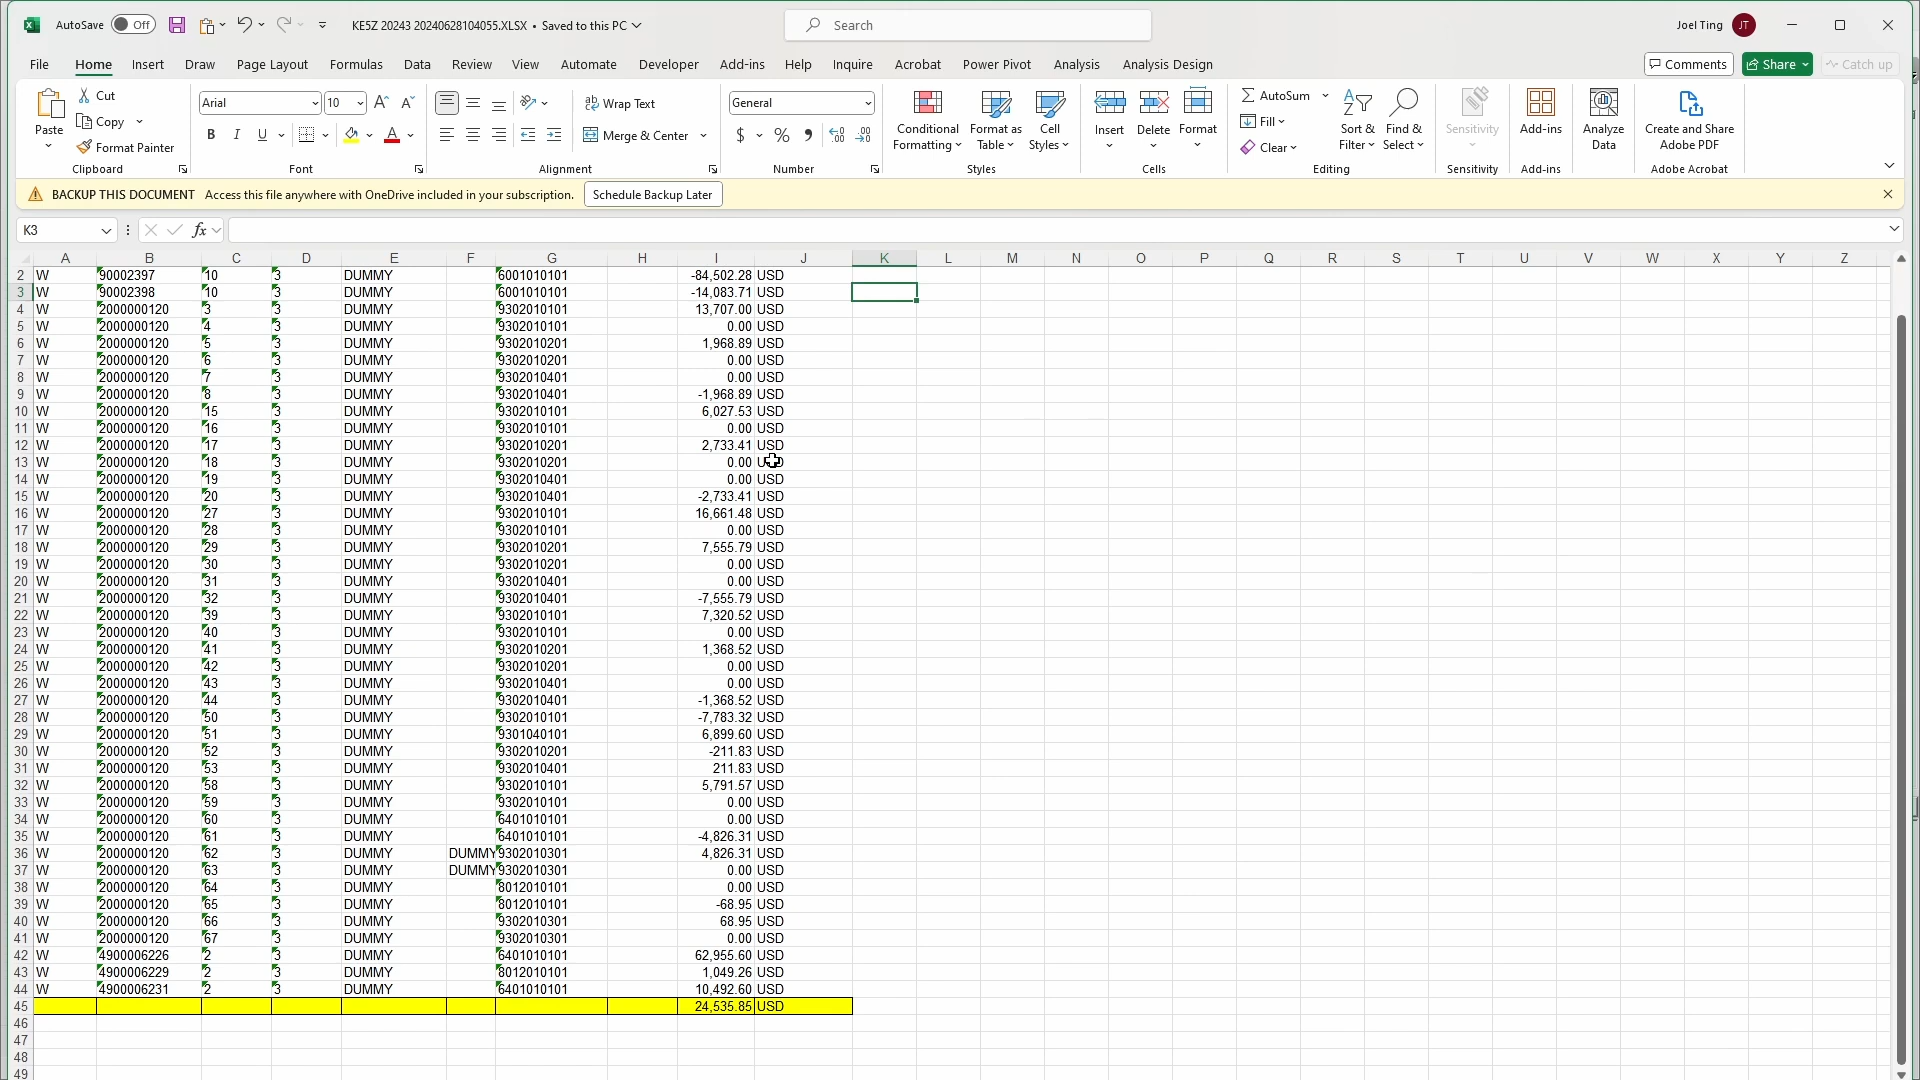 AutoSave Off KE5Z 20243 20240628104055.XLSX • Saved to this PC Search Joel Ting JT
File Home Insert Draw Page Layout Formulas Data Review View Automate Developer Add-ins Help Inquire Acrobat Power Pivot Analysis Analysis Design Comments Share Catch up
Paste Cut Copy Format Painter Clipboard
Arial 10 A A B I U A Font
Wrap Text Merge & Center Alignment
General $ % Number
Conditional Formatting Format as Table Cell Styles Styles
Insert Delete Format Cells
AutoSum Fill Clear Sort & Filter Find & Select Editing
Sensitivity Sensitivity
Add-ins Add-ins
Analyze Data
Create and Share Adobe PDF Adobe Acrobat
BACKUP THIS DOCUMENT Access this file anywhere with OneDrive included in your subscription. Schedule Backup Later
K3 fx
A B C D E F G H I J K L M N O P Q R S T U V W X Y Z
2 W 90002397 10 3 DUMMY 6001010101 -84,502.28 USD
3 W 90002398 10 3 DUMMY 6001010101 -14,083.71 USD
4 W 2000000120 3 3 DUMMY 9302010101 13,707.00 USD
5 W 2000000120 4 3 DUMMY 9302010101 0.00 USD
6 W 2000000120 5 3 DUMMY 9302010201 1,968.89 USD
7 W 2000000120 6 3 DUMMY 9302010201 0.00 USD
8 W 2000000120 7 3 DUMMY 9302010401 0.00 USD
9 W 2000000120 8 3 DUMMY 9302010401 -1,968.89 USD
10 W 2000000120 15 3 DUMMY 9302010101 6,027.53 USD
11 W 2000000120 16 3 DUMMY 9302010101 0.00 USD
12 W 2000000120 17 3 DUMMY 9302010201 2,733.41 USD
13 W 2000000120 18 3 DUMMY 9302010201 0.00 USD
14 W 2000000120 19 3 DUMMY 9302010401 0.00 USD
15 W 2000000120 20 3 DUMMY 9302010401 -2,733.41 USD
16 W 2000000120 27 3 DUMMY 9302010101 16,661.48 USD
17 W 2000000120 28 3 DUMMY 9302010101 0.00 USD
18 W 2000000120 29 3 DUMMY 9302010201 7,555.79 USD
19 W 2000000120 30 3 DUMMY 9302010201 0.00 USD
20 W 2000000120 31 3 DUMMY 9302010401 0.00 USD
21 W 2000000120 32 3 DUMMY 9302010401 -7,555.79 USD
22 W 2000000120 39 3 DUMMY 9302010101 7,320.52 USD
23 W 2000000120 40 3 DUMMY 9302010101 0.00 USD
24 W 2000000120 41 3 DUMMY 9302010201 1,368.52 USD
25 W 2000000120 42 3 DUMMY 9302010201 0.00 USD
26 W 2000000120 43 3 DUMMY 9302010401 0.00 USD
27 W 2000000120 44 3 DUMMY 9302010401 -1,368.52 USD
28 W 2000000120 50 3 DUMMY 9302010101 -7,783.32 USD
29 W 2000000120 51 3 DUMMY 9301040101 6,899.60 USD
30 W 2000000120 52 3 DUMMY 9302010201 -211.83 USD
31 W 2000000120 53 3 DUMMY 9302010401 211.83 USD
32 W 2000000120 58 3 DUMMY 9302010101 5,791.57 USD
33 W 2000000120 59 3 DUMMY 9302010101 0.00 USD
34 W 2000000120 60 3 DUMMY 6401010101 0.00 USD
35 W 2000000120 61 3 DUMMY 6401010101 -4,826.31 USD
36 W 2000000120 62 3 DUMMY DUMMY 9302010301 4,826.31 USD
37 W 2000000120 63 3 DUMMY DUMMY 9302010301 0.00 USD
38 W 2000000120 64 3 DUMMY 8012010101 0.00 USD
39 W 2000000120 65 3 DUMMY 8012010101 -68.95 USD
40 W 2000000120 66 3 DUMMY 9302010301 68.95 USD
41 W 2000000120 67 3 DUMMY 9302010301 0.00 USD
42 W 4900006226 2 3 DUMMY 6401010101 62,955.60 USD
43 W 4900006229 2 3 DUMMY 8012010101 1,049.26 USD
44 W 4900006231 2 3 DUMMY 6401010101 10,492.60 USD
45 24,535.85 USD
46
47
48
49